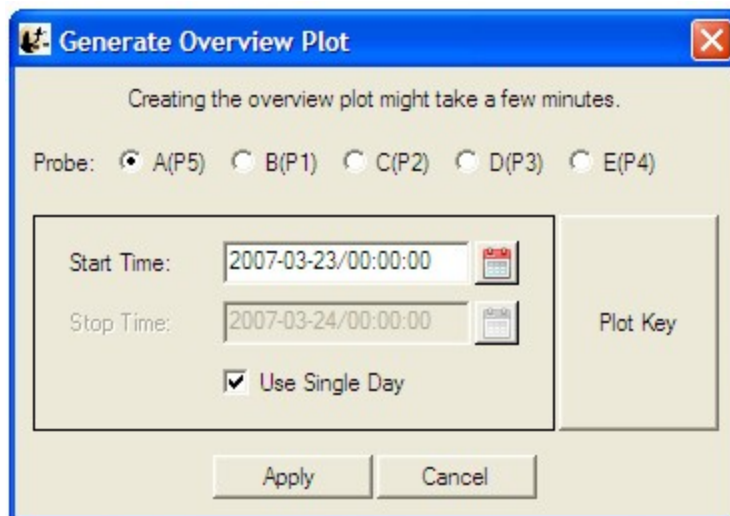 Generate Overview Plot
Creating the overview plot might take a few minutes.
Probe: A(P5) B(P1) C(P2) D(P3) E(P4)
Start Time: 2007-03-23/00:00:00
Stop Time: 2007-03-24/00:00:00
Plot Key
Use Single Day
Apply Cancel